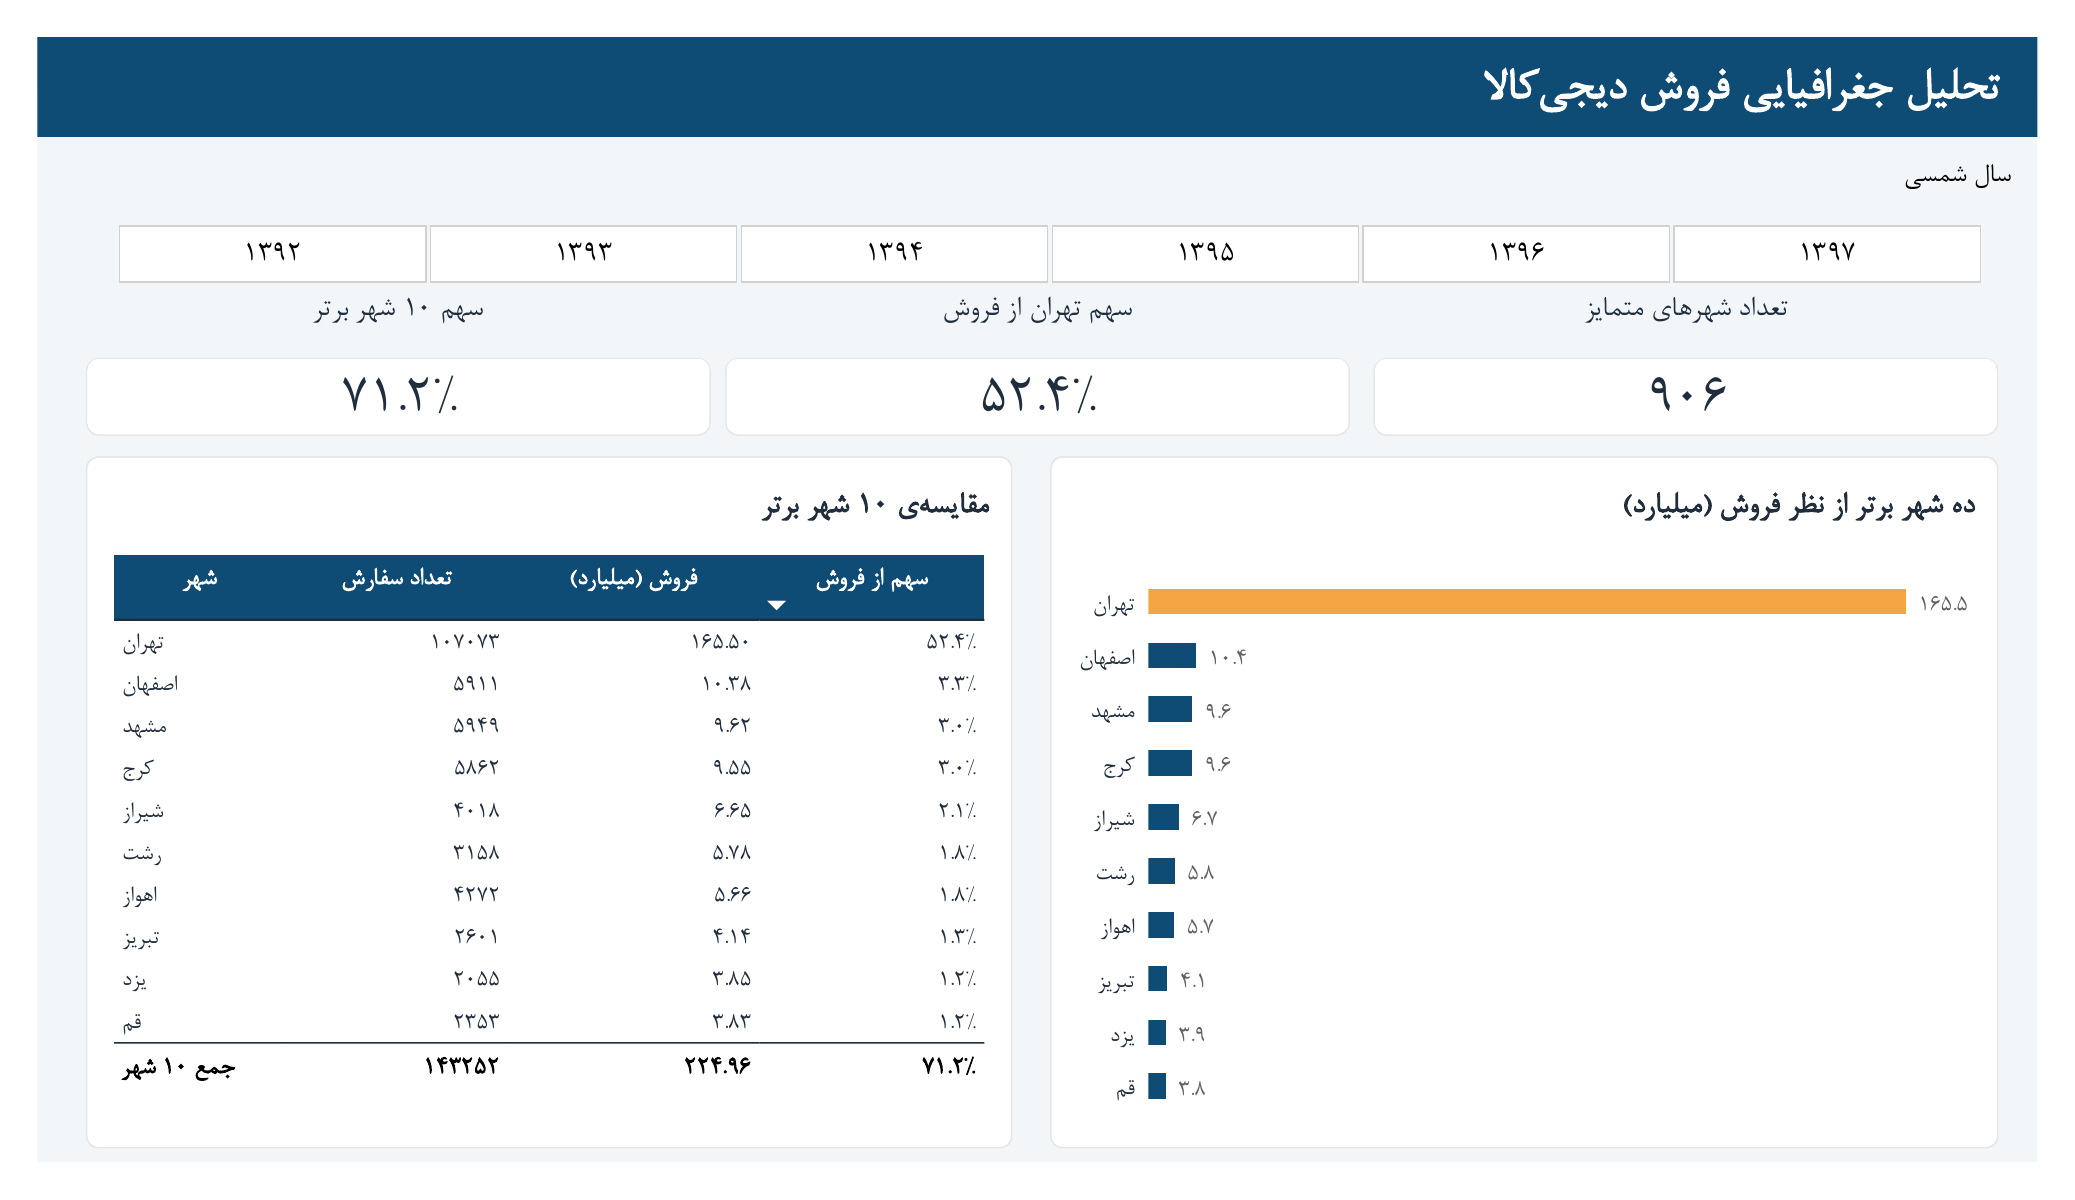 تحلیل جغرافیایی فروش دیجی‌کالا
سال شمسی
۱۳۹۷ ۱۳۹۶ ۱۳۹۵ ۱۳۹۴ ۱۳۹۳ ۱۳۹۲
تعداد شهرهای متمایز سهم تهران از فروش سهم ۱۰ شهر برتر
۹۰۶ ۵۲.۴٪ ۷۱.۲٪
ده شهر برتر از نظر فروش (میلیارد)
تهران ۱۶۵.۵
اصفهان ۱۰.۴
مشهد ۹.۶
کرج ۹.۶
شیراز ۶.۷
رشت ۵.۸
اهواز ۵.۷
تبریز ۴.۱
یزد ۳.۹
قم ۳.۸
مقایسه‌ی ۱۰ شهر برتر
سهم از فروش فروش (میلیارد) تعداد سفارش شهر
۵۲.۴٪ ۱۶۵.۵۰ ۱۰۷۰۷۳ تهران
۳.۳٪ ۱۰.۳۸ ۵۹۱۱ اصفهان
۳.۰٪ ۹.۶۲ ۵۹۴۹ مشهد
۳.۰٪ ۹.۵۵ ۵۸۶۲ کرج
۲.۱٪ ۶.۶۵ ۴۰۱۸ شیراز
۱.۸٪ ۵.۷۸ ۳۱۵۸ رشت
۱.۸٪ ۵.۶۶ ۴۲۷۲ اهواز
۱.۳٪ ۴.۱۴ ۲۶۰۱ تبریز
۱.۲٪ ۳.۸۵ ۲۰۵۵ یزد
۱.۲٪ ۳.۸۳ ۲۳۵۳ قم
۷۱.۲٪ ۲۲۴.۹۶ ۱۴۳۲۵۲ جمع ۱۰ شهر